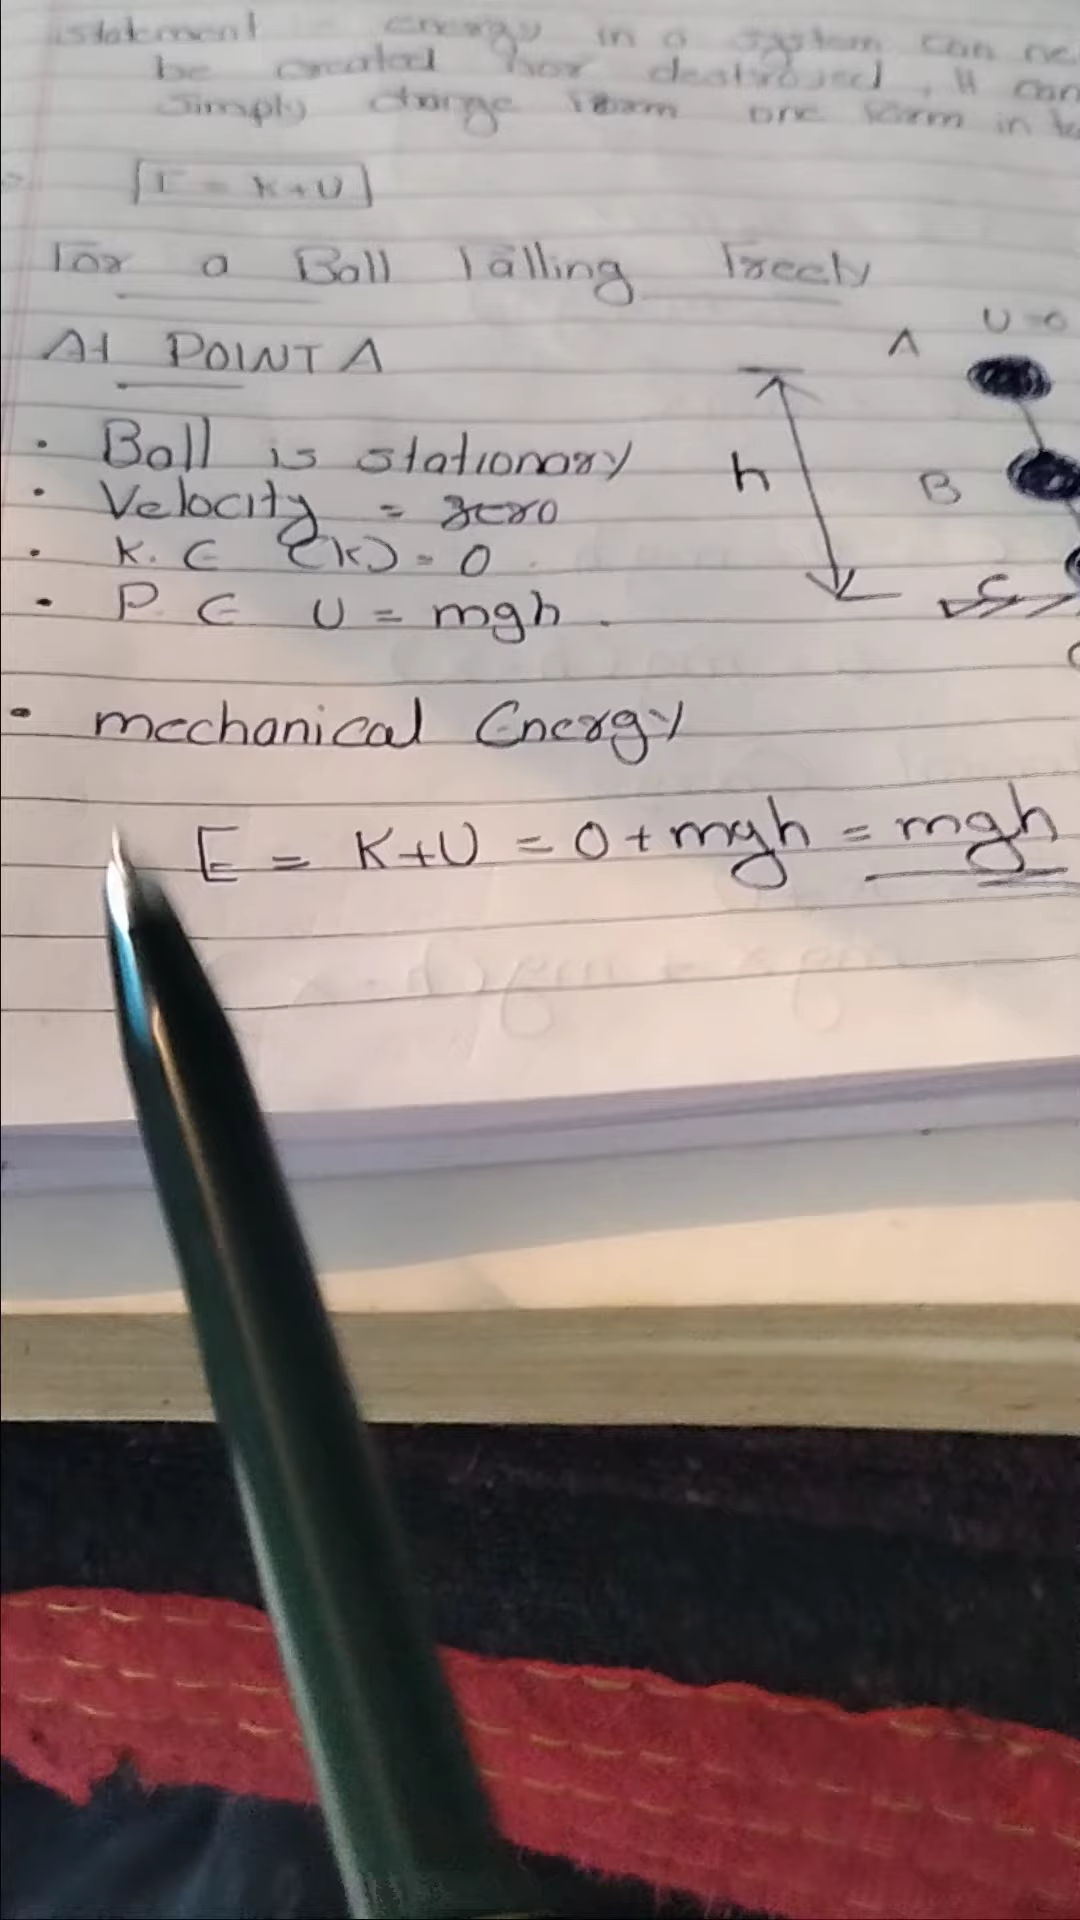 statement - energy in a system can ne
be created nor destroyed, It can
simply change from one form in to
E = K+U
for a Ball falling freely
At POINT A
U=0
A
• Ball is stationary
h
B
• Velocity = zero
• K. E (K) = 0
• P E U = mgh
C
• mechanical Energy
E = K+U = 0 + mgh = mgh